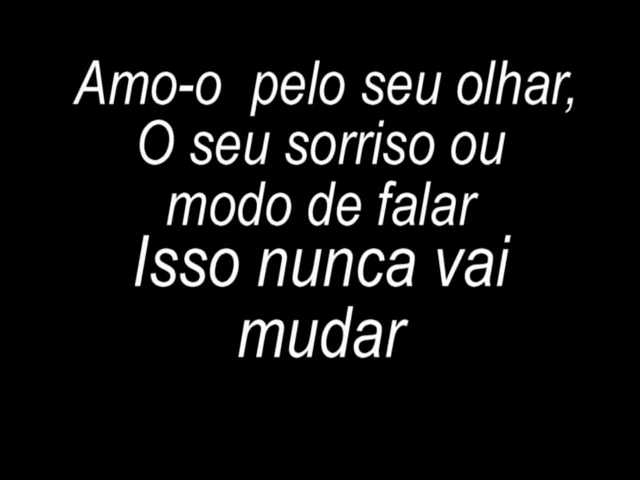 Amo-o pelo seu olhar,
O seu sorriso ou
modo de falar
Isso nunca vai
mudar